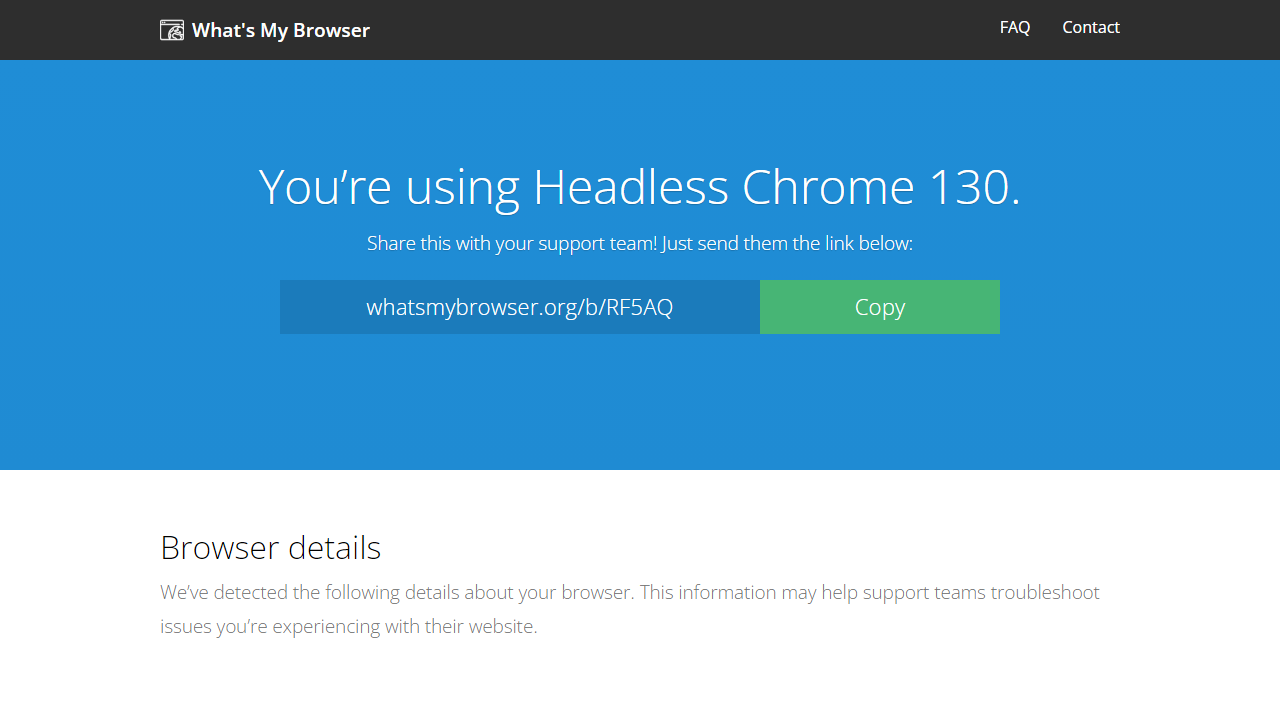 What's My Browser
FAQ
Contact
You’re using Headless Chrome 130.
Share this with your support team! Just send them the link below:
whatsmybrowser.org/b/RF5AQ
Copy
Browser details
We’ve detected the following details about your browser. This information may help support teams troubleshoot
issues you’re experiencing with their website.